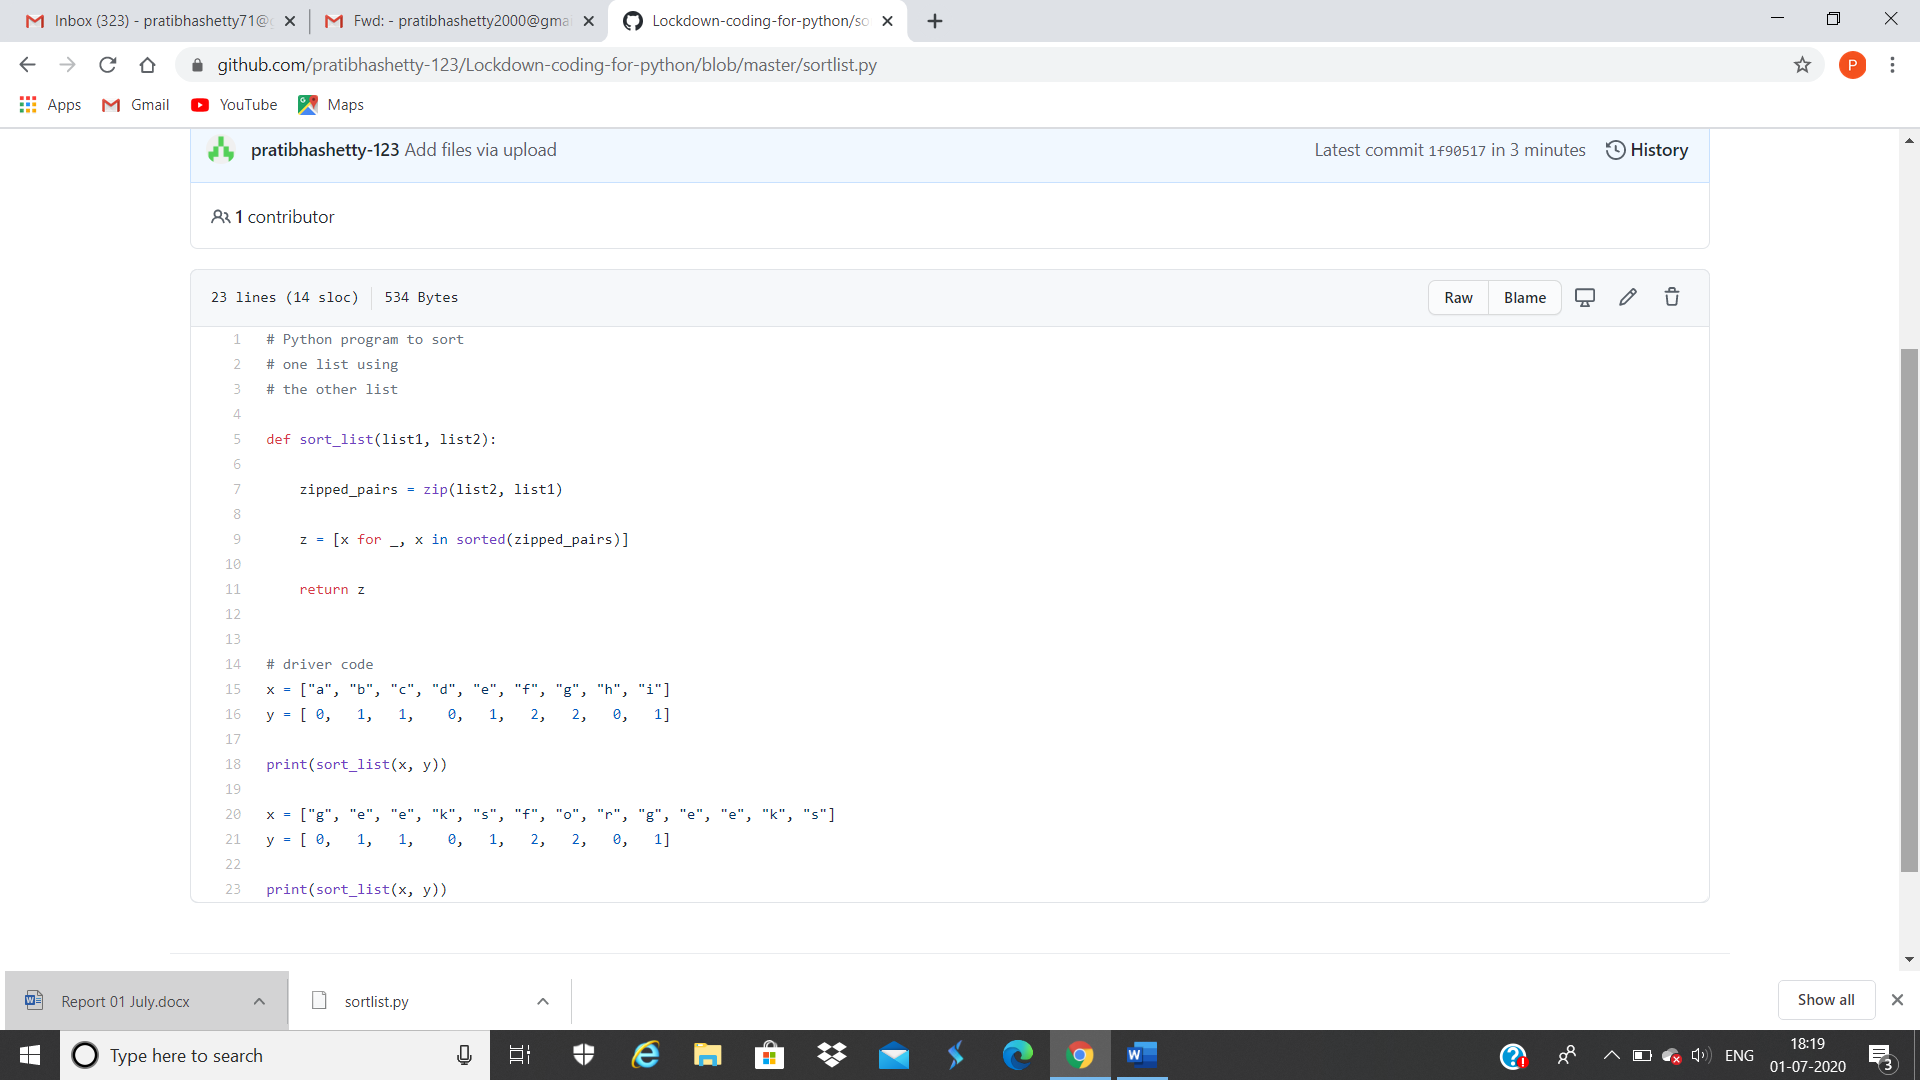 Inbox (323) - pratibhashetty71@g
Fwd: - pratibhashetty2000@gmai
Lockdown-coding-for-python/so
github.com/pratibhashetty-123/Lockdown-coding-for-python/blob/master/sortlist.py
P
Apps
Gmail
YouTube
Maps
pratibhashetty-123 Add files via upload
Latest commit 1f90517 in 3 minutes
History
1 contributor
23 lines (14 sloc)
534 Bytes
Raw
Blame
1 # Python program to sort
2 # one list using
3 # the other list
4
5 def sort_list(list1, list2):
6
7     zipped_pairs = zip(list2, list1)
8
9     z = [x for _, x in sorted(zipped_pairs)]
10
11     return z
12
13
14 # driver code
15 x = ["a", "b", "c", "d", "e", "f", "g", "h", "i"]
16 y = [ 0,   1,   1,    0,   1,   2,   2,   0,   1]
17
18 print(sort_list(x, y))
19
20 x = ["g", "e", "e", "k", "s", "f", "o", "r", "g", "e", "e", "k", "s"]
21 y = [ 0,   1,   1,    0,   1,   2,   2,   0,   1]
22
23 print(sort_list(x, y))
Report 01 July.docx
sortlist.py
Show all
Type here to search
ENG
18:19
01-07-2020
3